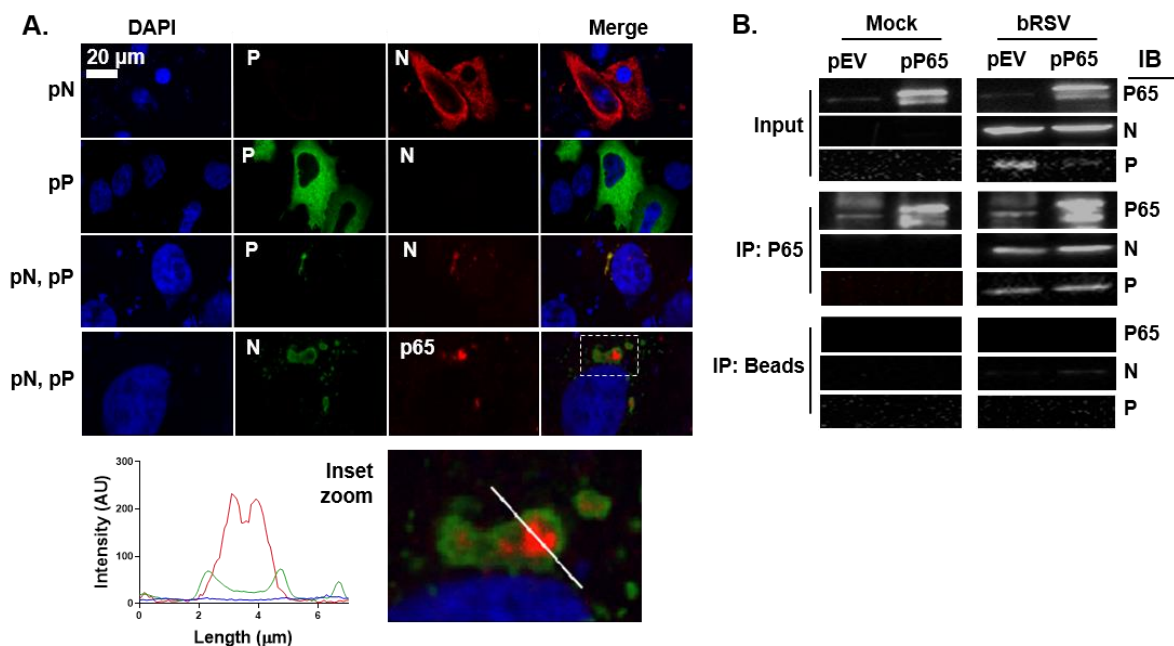 A.
DAPI
Merge
20 µm
pN
P
N
pP
P
N
pN, pP
P
N
pN, pP
N
p65
Inset
zoom
Intensity (AU)
300
200
100
0
0 2 4 6
Length (µm)
B.
Mock bRSV
pEV pP65 pEV pP65 IB
Input
P65
N
P
IP: P65
P65
N
P
IP: Beads
P65
N
P